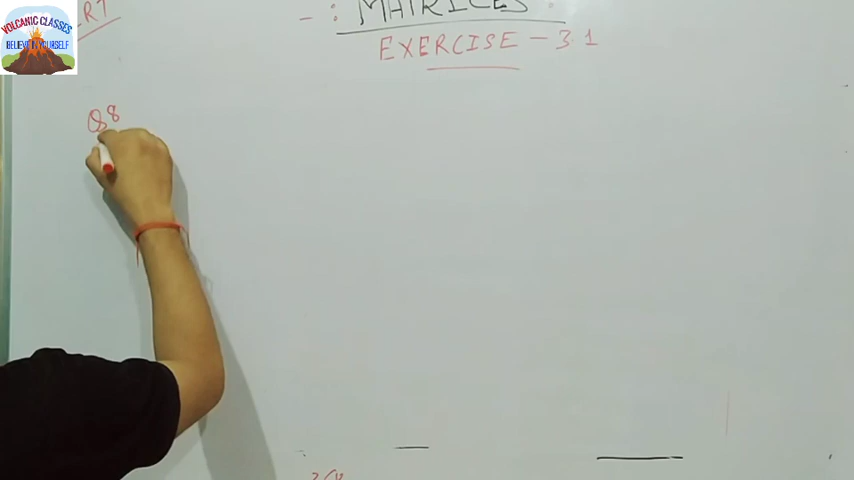 VOLCANIC CLASSES
BELIEVE IN YOURSELF
-: MATRICES :
EXERCISE - 3.1
Q8